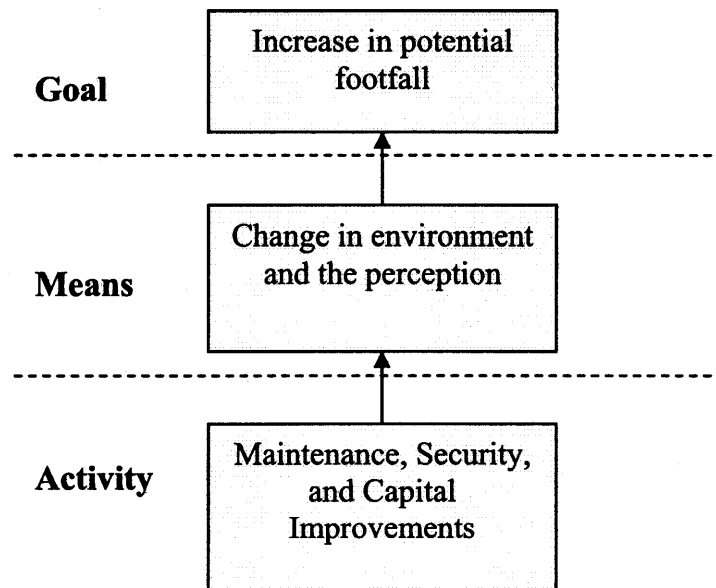 Increase in potential
footfall
Goal
Change in environment
and the perception
Means
Maintenance, Security,
and Capital
Improvements
Activity